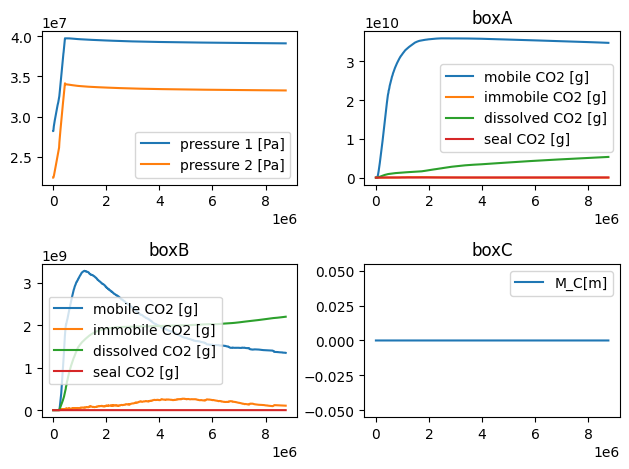 1e7
4.0
3.5
3.0
2.5
pressure 1 [Pa]
pressure 2 [Pa]
0 2 4 6 8
1e6
boxA
1e10
3
2
1
0
mobile CO2 [g]
immobile CO2 [g]
dissolved CO2 [g]
seal CO2 [g]
0 2 4 6 8
1e6
boxB
1e9
3
2
1
0
mobile CO2 [g]
immobile CO2 [g]
dissolved CO2 [g]
seal CO2 [g]
0 2 4 6 8
1e6
boxC
0.050
0.025
0.000
−0.025
−0.050
M_C[m]
0 2 4 6 8
1e6